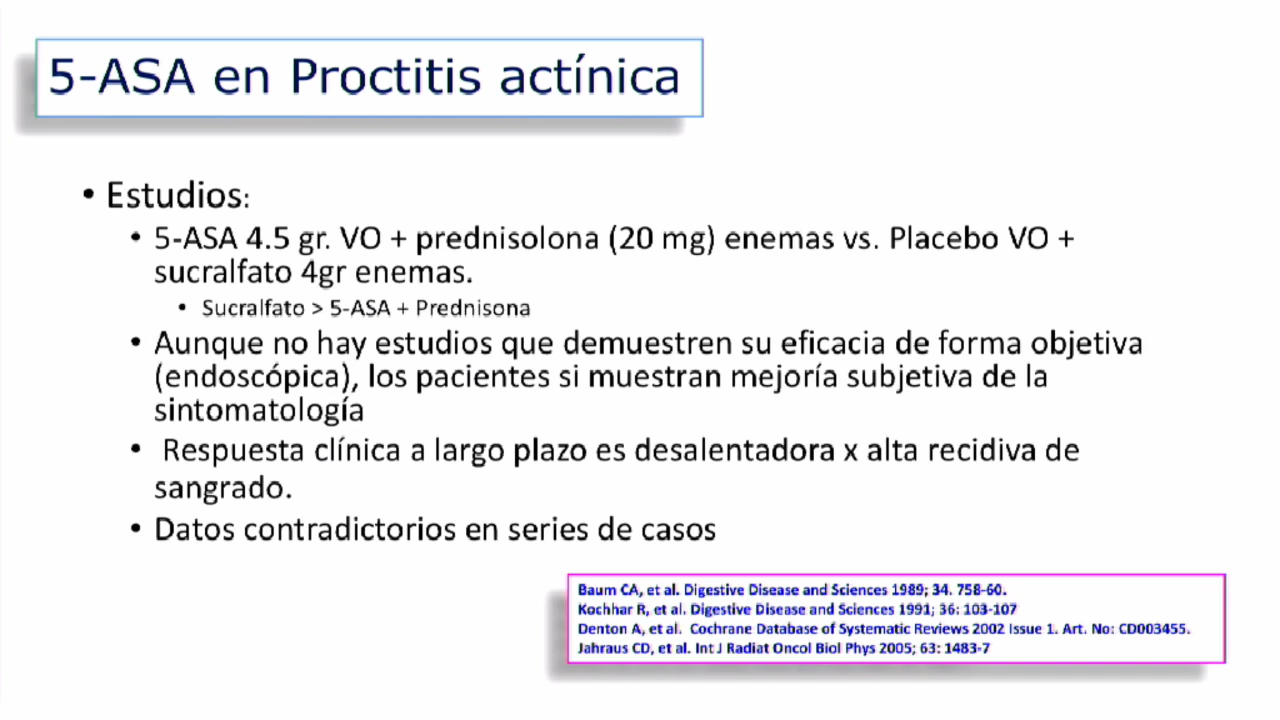 5-ASA en Proctitis actínica
• Estudios:
• 5-ASA 4.5 gr. VO + prednisolona (20 mg) enemas vs. Placebo VO +
sucralfato 4gr enemas.
• Sucralfato > 5-ASA + Prednisona
• Aunque no hay estudios que demuestren su eficacia de forma objetiva
(endoscópica), los pacientes si muestran mejoría subjetiva de la
sintomatología
• Respuesta clínica a largo plazo es desalentadora x alta recidiva de
sangrado.
• Datos contradictorios en series de casos
Baum CA, et al. Digestive Disease and Sciences 1989; 34. 758-60.
Kochhar R, et al. Digestive Disease and Sciences 1991; 36: 103-107
Denton A, et al. Cochrane Database of Systematic Reviews 2002 Issue 1. Art. No: CD003455.
Jahraus CD, et al. Int J Radiat Oncol Biol Phys 2005; 63: 1483-7